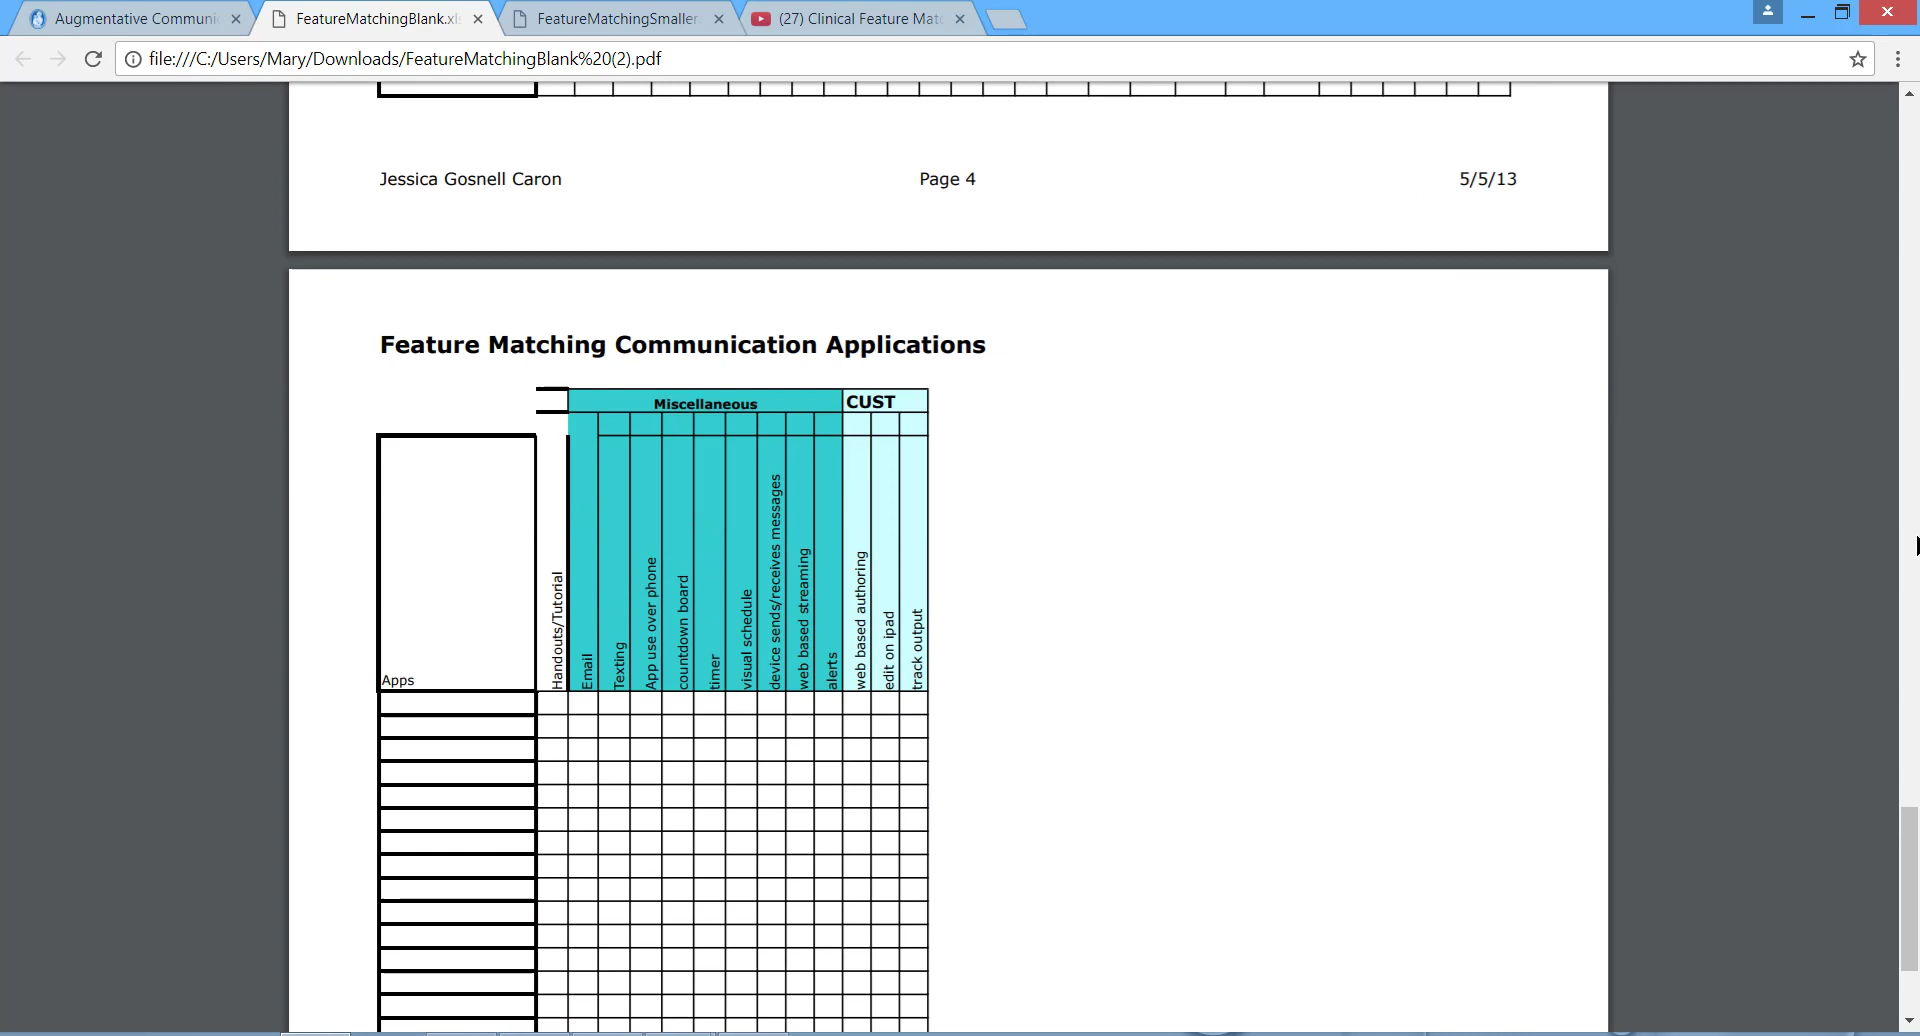 Augmentative Communi
FeatureMatchingBlank.xl
FeatureMatchingSmaller
(27) Clinical Feature Mat
file:///C:/Users/Mary/Downloads/FeatureMatchingBlank%20(2).pdf
Jessica Gosnell Caron
Page 4
5/5/13
Feature Matching Communication Applications
Miscellaneous
CUST
Apps
Handouts/Tutorial
Email
Texting
App use over phone
countdown board
timer
visual schedule
device sends/receives messages
web based streaming
alerts
web based authoring
edit on ipad
track output